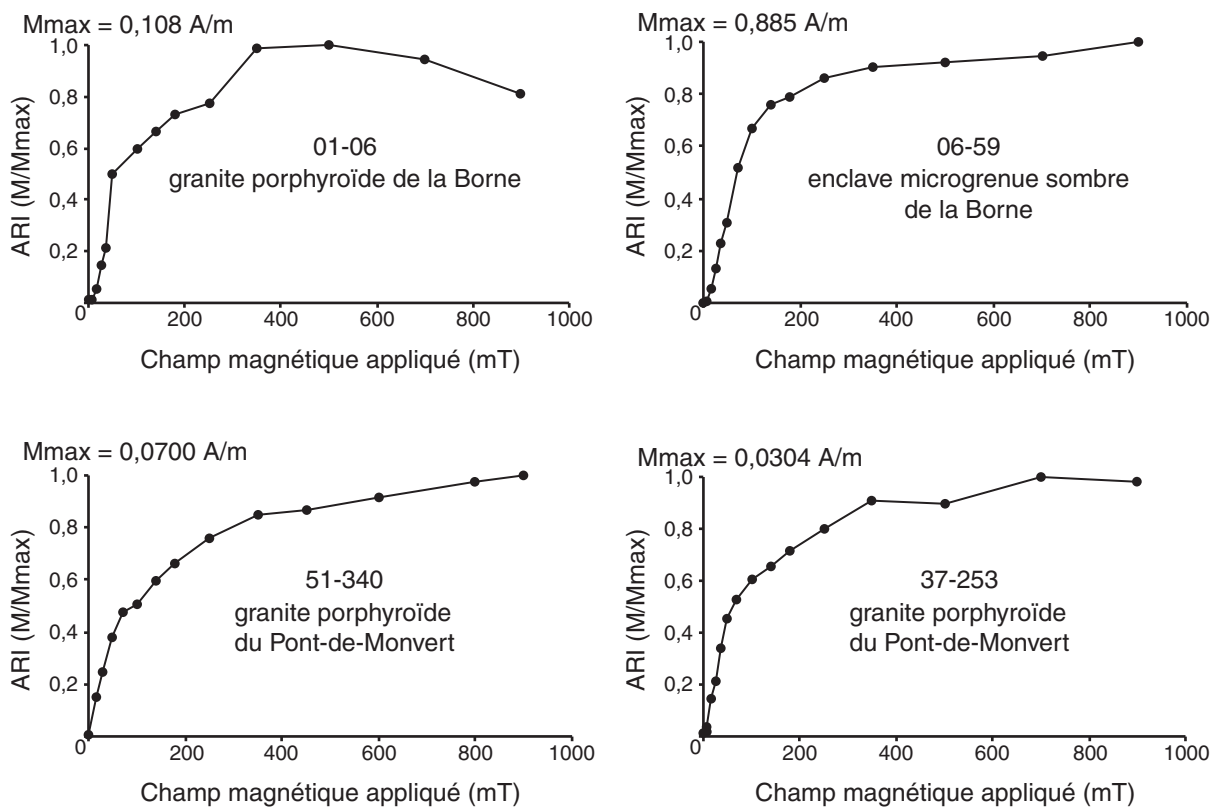 Mmax = 0,108 A/m
1,0
0,8
0,6
0,4
0,2
0
200
400
600
800
1000
ARI (M/Mmax)
Champ magnétique appliqué (mT)
01-06
granite porphyroïde de la Borne
Mmax = 0,885 A/m
1,0
0,8
0,6
0,4
0,2
0
200
400
600
800
1000
ARI (M/Mmax)
Champ magnétique appliqué (mT)
06-59
enclave microgrenue sombre
de la Borne
Mmax = 0,0700 A/m
1,0
0,8
0,6
0,4
0,2
0
200
400
600
800
1000
ARI (M/Mmax)
Champ magnétique appliqué (mT)
51-340
granite porphyroïde
du Pont-de-Monvert
Mmax = 0,0304 A/m
1,0
0,8
0,6
0,4
0,2
0
200
400
600
800
1000
ARI (M/Mmax)
Champ magnétique appliqué (mT)
37-253
granite porphyroïde
du Pont-de-Monvert